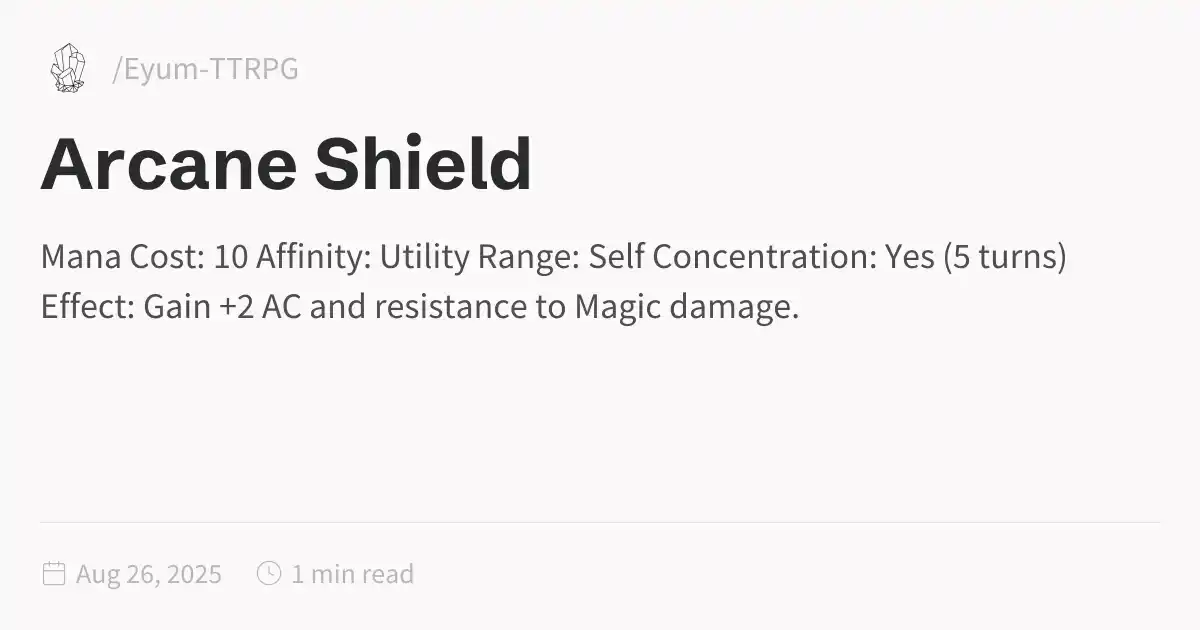 /Eyum-TTRPG
Arcane Shield
Mana Cost: 10 Affinity: Utility Range: Self Concentration: Yes (5 turns)
Effect: Gain +2 AC and resistance to Magic damage.
Aug 26, 2025 1 min read